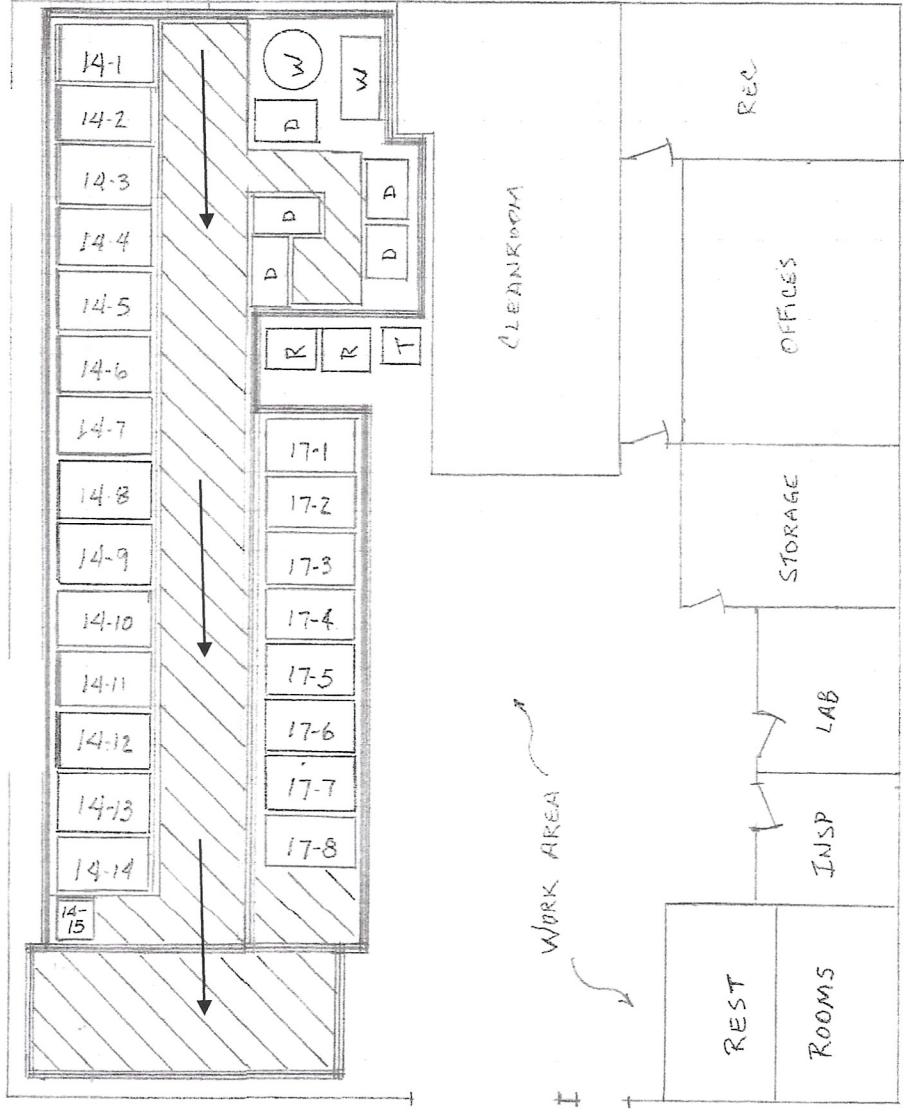 14-1
14-2
14-3
14-4
14-5
14-6
14-7
14-8
14-9
14-10
14-11
14-12
14-13
14-14
14-
15
W
W
D
D
D
D
D
R
R
T
17-1
17-2
17-3
17-4
17-5
17-6
17-7
17-8
CLEANROOM
WORK AREA
REC
OFFICES
STORAGE
LAB
INSP
REST
ROOMS